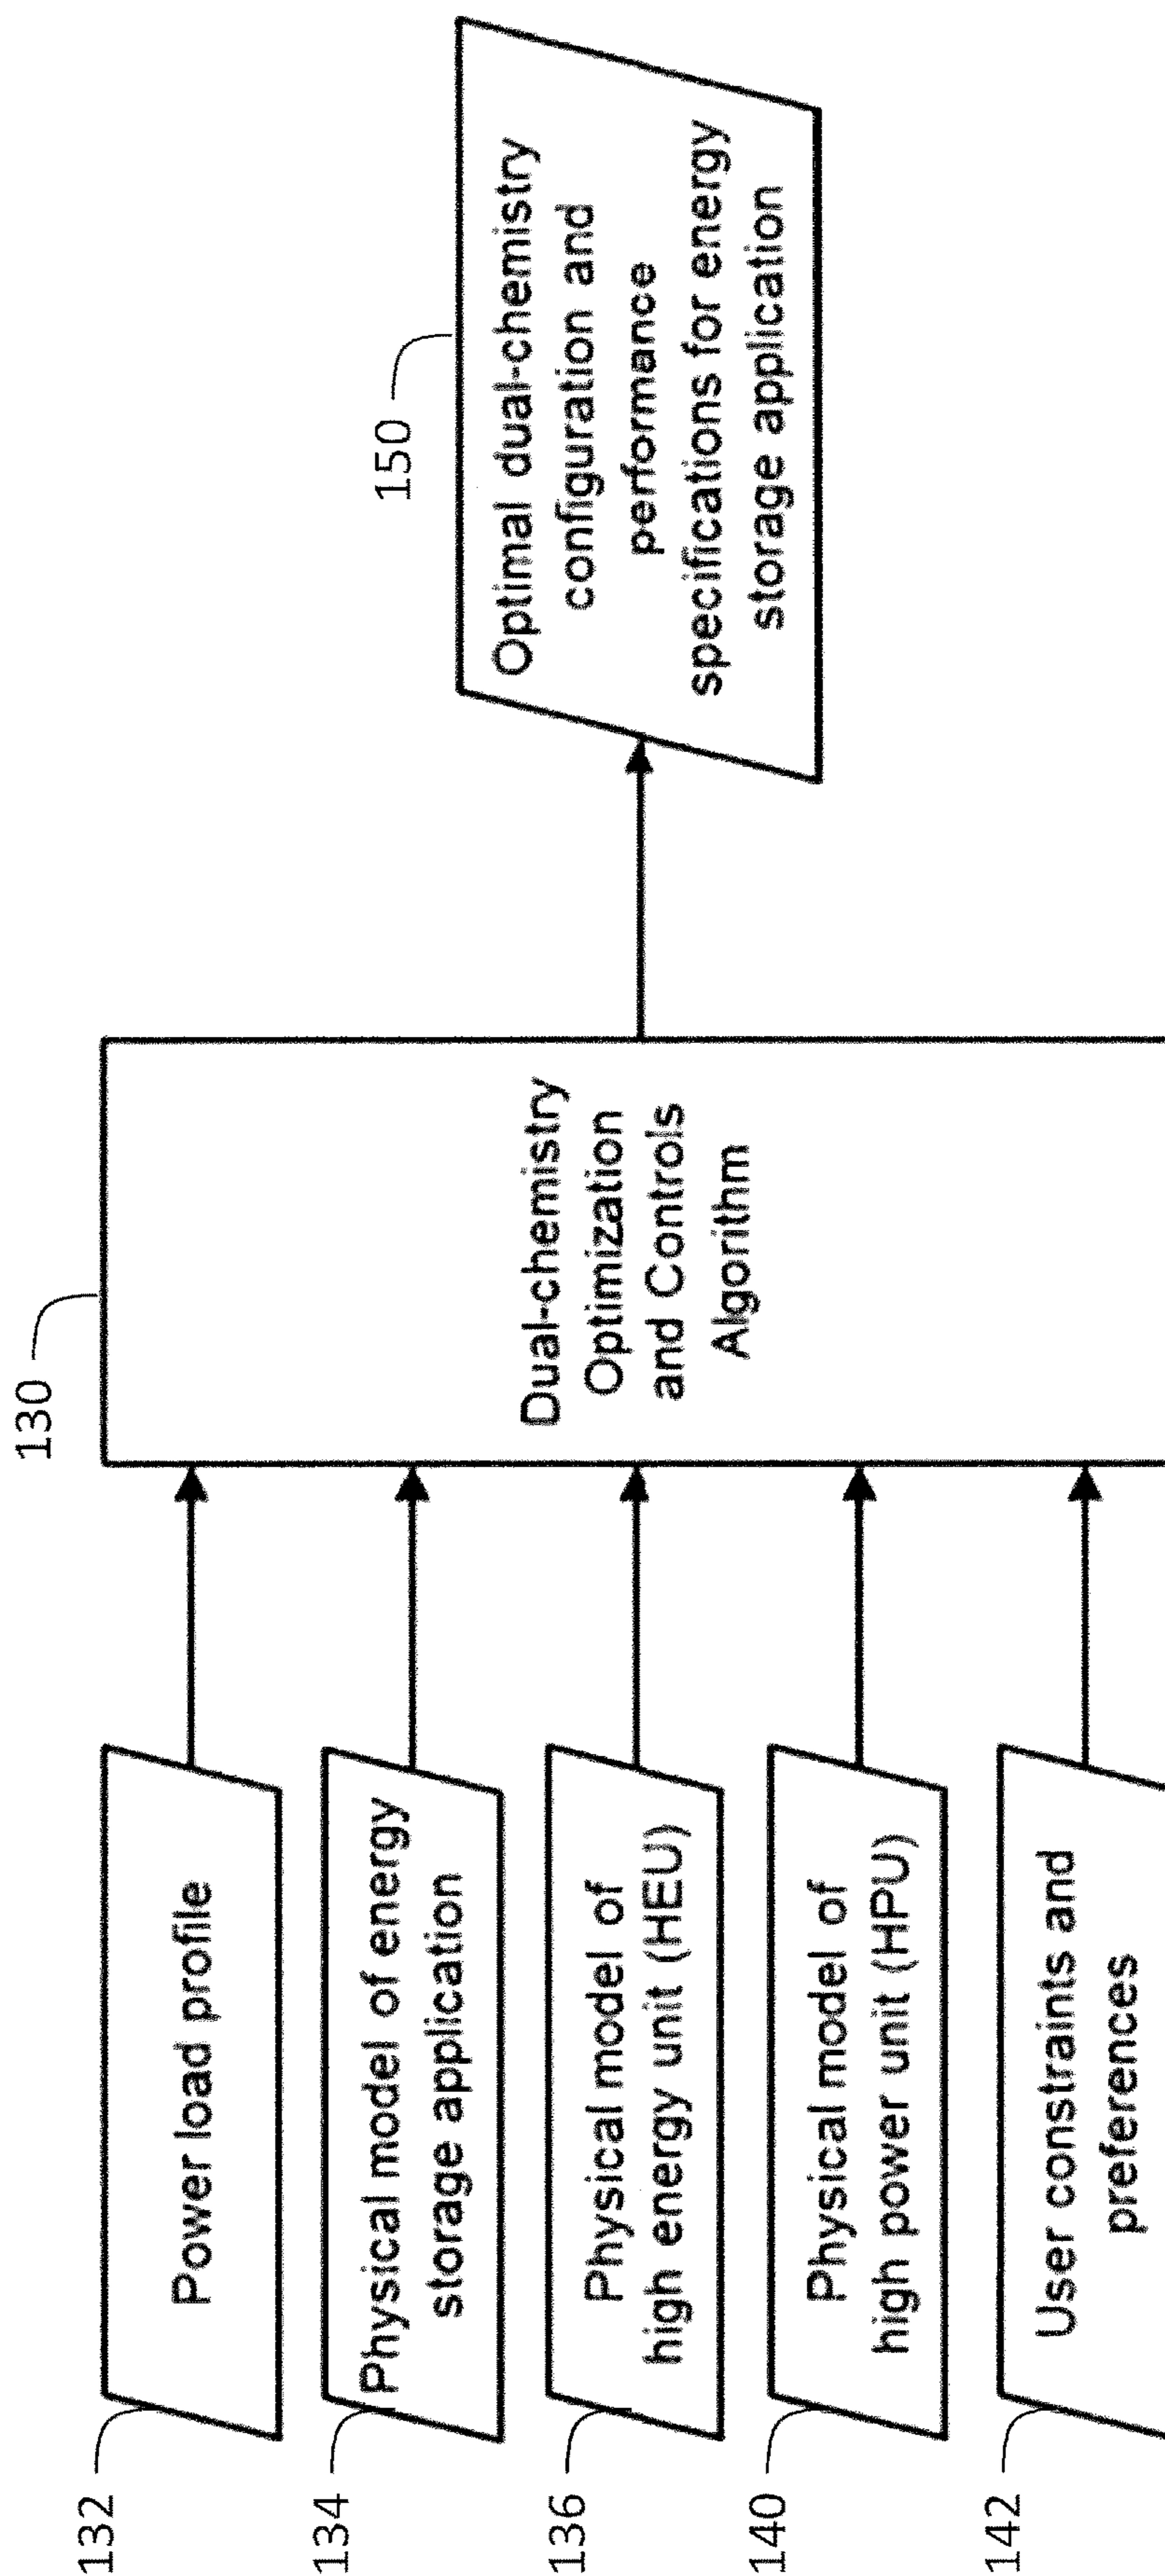 132
Power load profile
134
Physical model of energy
storage application
136
Physical model of
high energy unit (HEU)
140
Physical model of
high power unit (HPU)
142
User constraints and
preferences
130
Dual-chemistry
Optimization
and Controls
Algorithm
150
Optimal dual-chemistry
configuration and
performance
specifications for energy
storage application